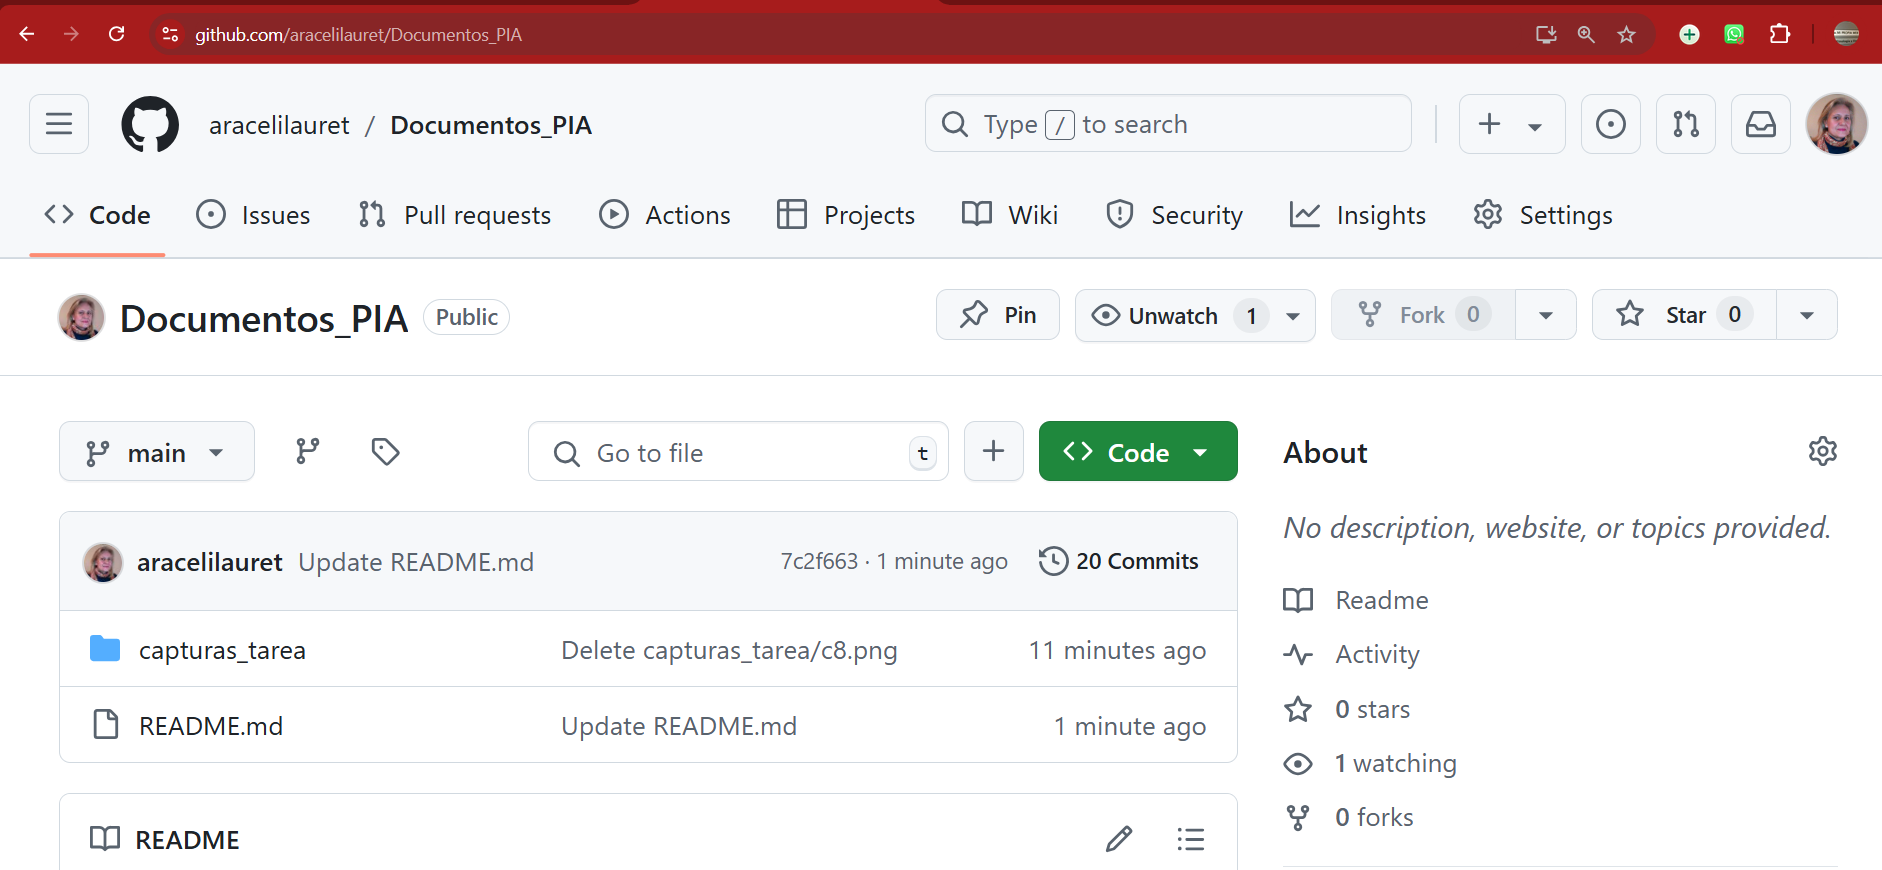 github.com/aracelilauret/Documentos_PIA
aracelilauret / Documentos_PIA
Type / to search
Code
Issues
Pull requests
Actions
Projects
Wiki
Security
Insights
Settings
Documentos_PIA Public
Pin
Unwatch 1
Fork 0
Star 0
main
Go to file t
Code
aracelilauret Update README.md 7c2f663 · 1 minute ago 20 Commits
capturas_tarea Delete capturas_tarea/c8.png 11 minutes ago
README.md Update README.md 1 minute ago
README
About
No description, website, or topics provided.
Readme
Activity
0 stars
1 watching
0 forks